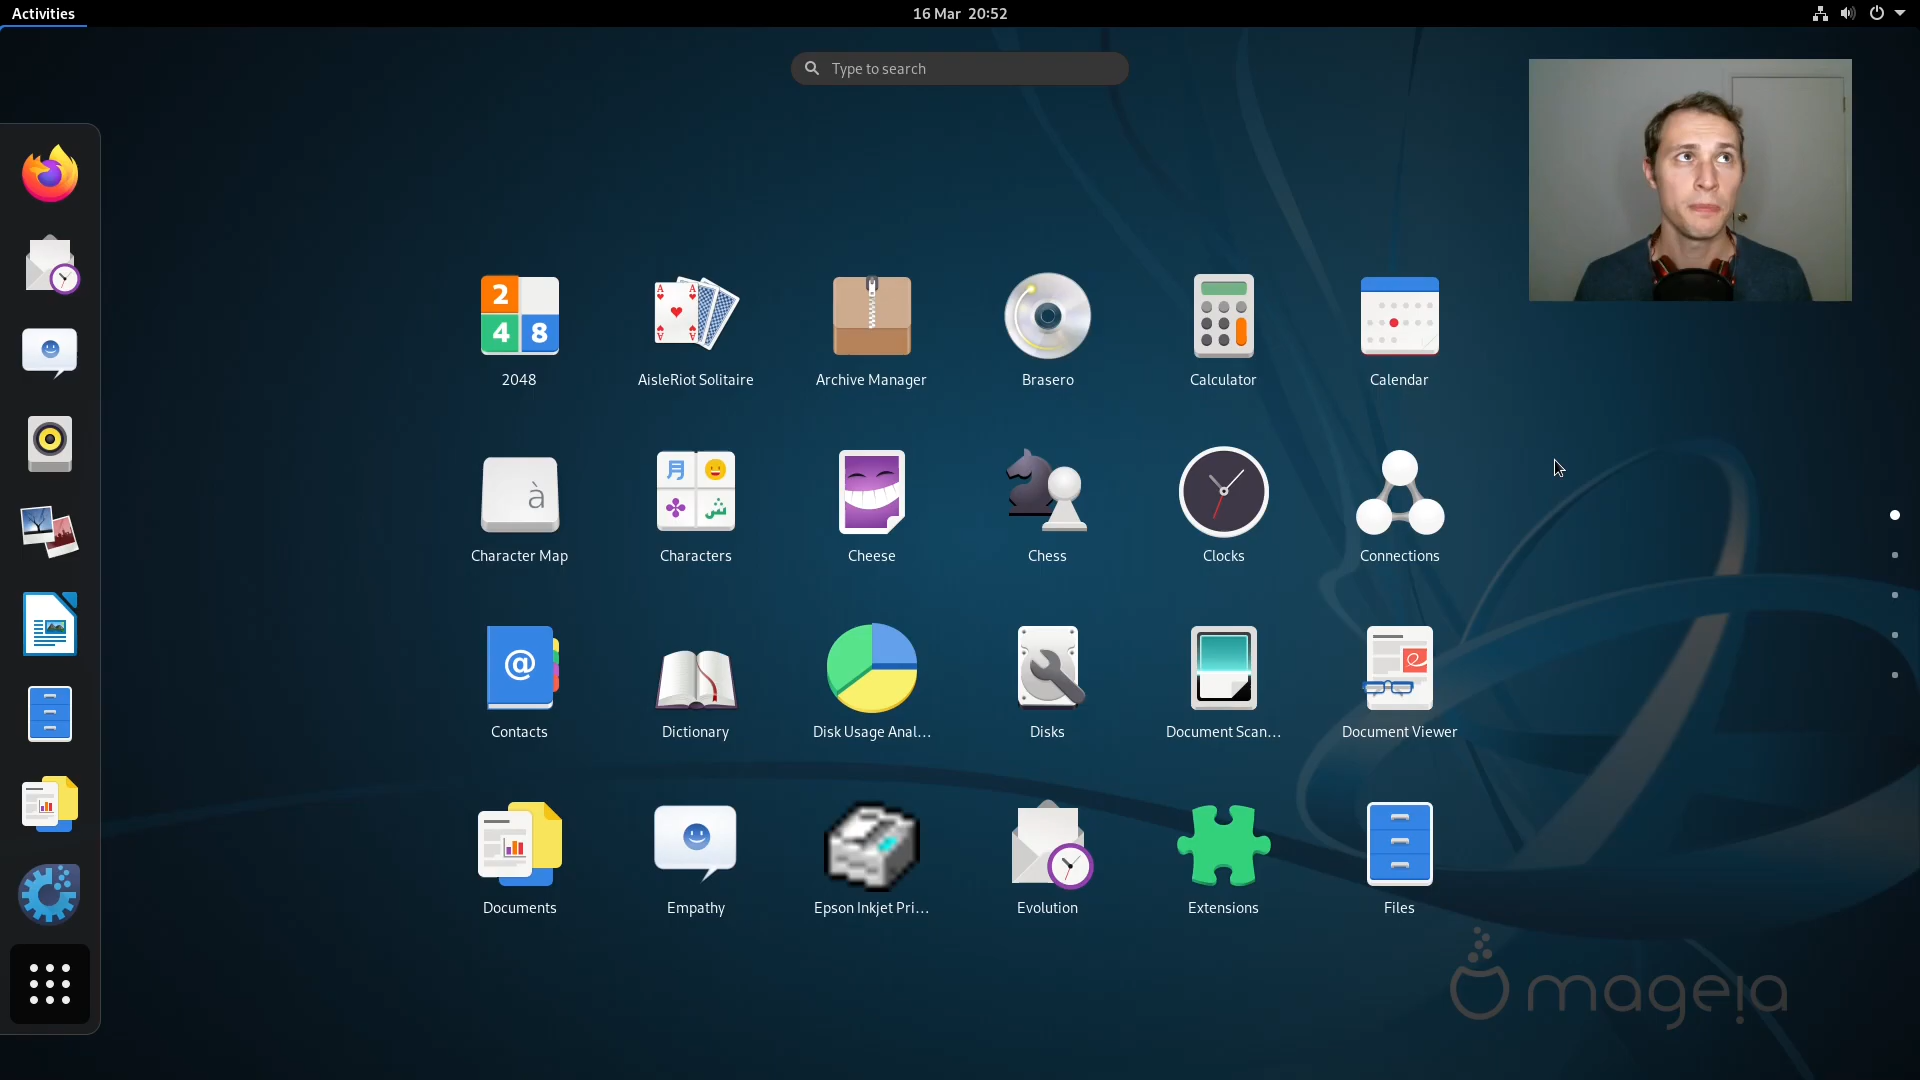 Activities
16 Mar 20:52
Type to search
2048
AisleRiot Solitaire
Archive Manager
Brasero
Calculator
Calendar
Character Map
Characters
Cheese
Chess
Clocks
Connections
Contacts
Dictionary
Disk Usage Anal...
Disks
Document Scan...
Document Viewer
Documents
Empathy
Epson Inkjet Pri...
Evolution
Extensions
Files
mageia